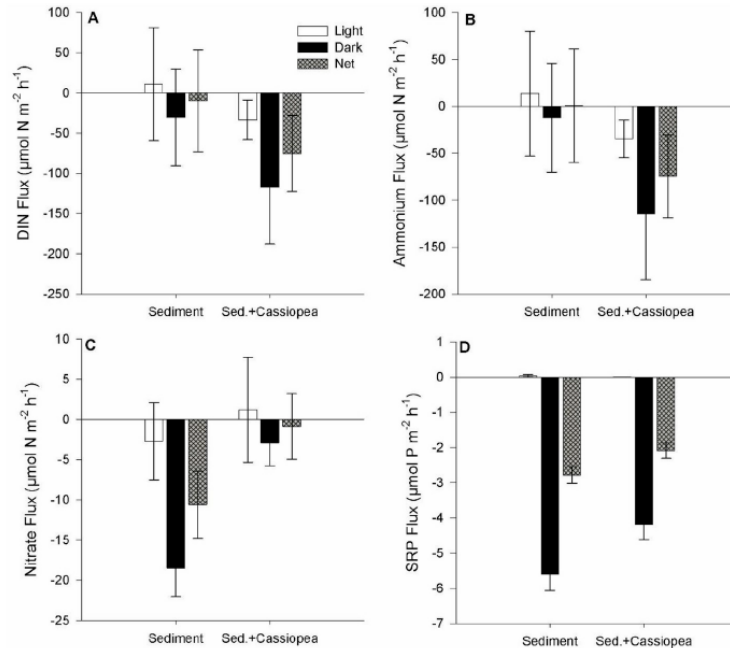 A
Light
Dark
Net
100
50
0
-50
-100
-150
-200
-250
DIN Flux (µmol N m⁻² h⁻¹)
Sediment
Sed.+Cassiopea
B
100
50
0
-50
-100
-150
-200
Ammonium Flux (µmol N m⁻² h⁻¹)
Sediment
Sed.+Cassiopea
C
10
5
0
-5
-10
-15
-20
-25
Nitrate Flux (µmol N m⁻² h⁻¹)
Sediment
Sed.+Cassiopea
D
1
0
-1
-2
-3
-4
-5
-6
-7
SRP Flux (µmol P m⁻² h⁻¹)
Sediment
Sed.+Cassiopea